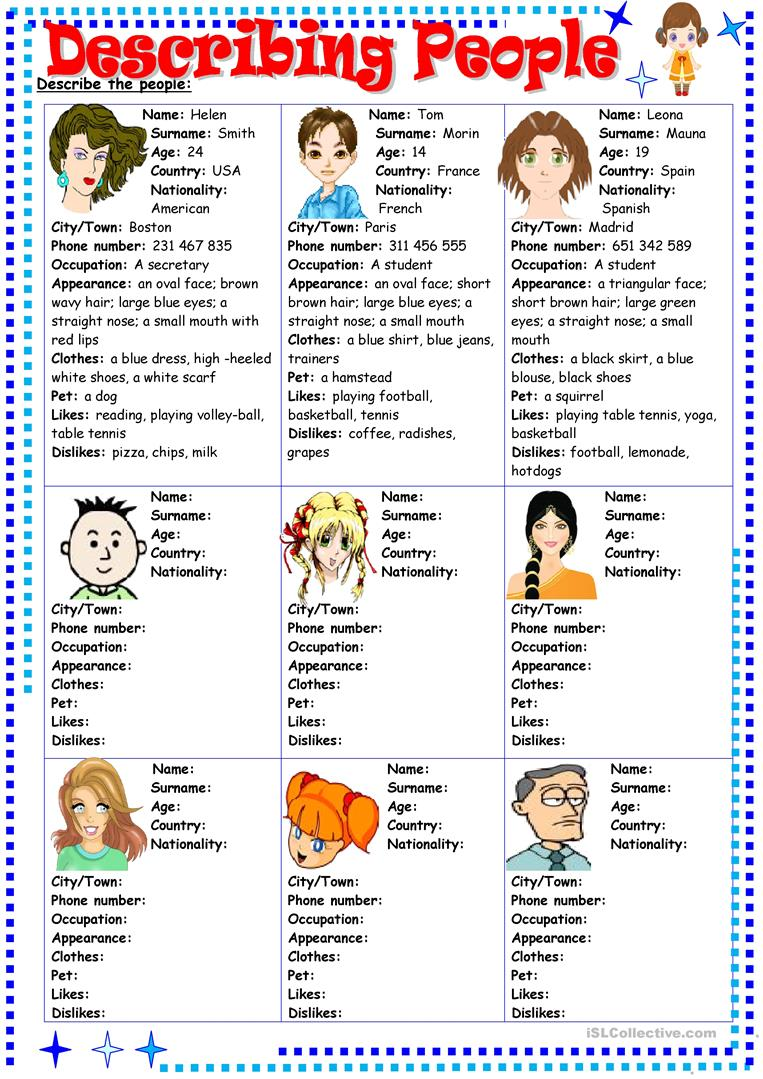 Describing People
Describe the people:
Name: Helen
Surname: Smith
Age: 24
Country: USA
Nationality:
American
City/Town: Boston
Phone number: 231 467 835
Occupation: A secretary
Appearance: an oval face; brown
wavy hair; large blue eyes; a
straight nose; a small mouth with
red lips
Clothes: a blue dress, high -heeled
white shoes, a white scarf
Pet: a dog
Likes: reading, playing volley-ball,
table tennis
Dislikes: pizza, chips, milk
Name: Tom
Surname: Morin
Age: 14
Country: France
Nationality:
French
City/Town: Paris
Phone number: 311 456 555
Occupation: A student
Appearance: an oval face; short
brown hair; large blue eyes; a
straight nose; a small mouth
Clothes: a blue shirt, blue jeans,
trainers
Pet: a hamstead
Likes: playing football,
basketball, tennis
Dislikes: coffee, radishes,
grapes
Name: Leona
Surname: Mauna
Age: 19
Country: Spain
Nationality:
Spanish
City/Town: Madrid
Phone number: 651 342 589
Occupation: A student
Appearance: a triangular face;
short brown hair; large green
eyes; a straight nose; a small
mouth
Clothes: a black skirt, a blue
blouse, black shoes
Pet: a squirrel
Likes: playing table tennis, yoga,
basketball
Dislikes: football, lemonade,
hotdogs
Name:
Surname:
Age:
Country:
Nationality:
City/Town:
Phone number:
Occupation:
Appearance:
Clothes:
Pet:
Likes:
Dislikes:
Name:
Surname:
Age:
Country:
Nationality:
City/Town:
Phone number:
Occupation:
Appearance:
Clothes:
Pet:
Likes:
Dislikes:
Name:
Surname:
Age:
Country:
Nationality:
City/Town:
Phone number:
Occupation:
Appearance:
Clothes:
Pet:
Likes:
Dislikes:
Name:
Surname:
Age:
Country:
Nationality:
City/Town:
Phone number:
Occupation:
Appearance:
Clothes:
Pet:
Likes:
Dislikes:
Name:
Surname:
Age:
Country:
Nationality:
City/Town:
Phone number:
Occupation:
Appearance:
Clothes:
Pet:
Likes:
Dislikes:
Name:
Surname:
Age:
Country:
Nationality:
City/Town:
Phone number:
Occupation:
Appearance:
Clothes:
Pet:
Likes:
Dislikes:
iSLCollective.com